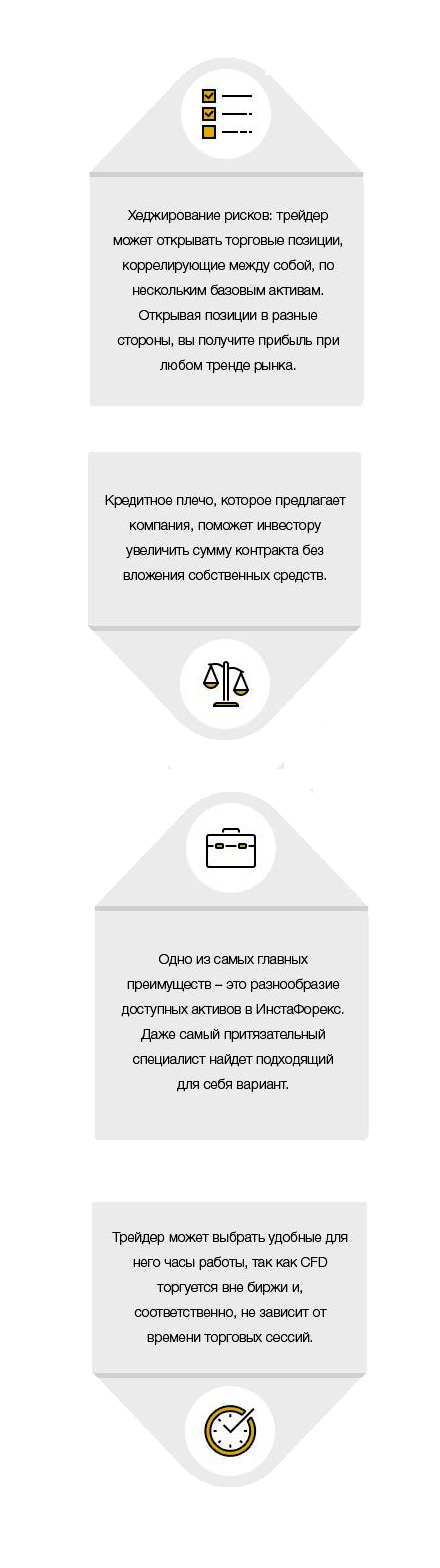 Хеджирование рисков: трейдер
может открывать торговые позиции,
коррелирующие между собой, по
нескольким базовым активам.
Открывая позиции в разные
стороны, вы получите прибыль при
любом тренде рынка.
Кредитное плечо, которое предлагает
компания, поможет инвестору
увеличить сумму контракта без
вложения собственных средств.
Одно из самых главных
преимуществ – это разнообразие
доступных активов в ИнстаФорекс.
Даже самый притязательный
специалист найдет подходящий
для себя вариант.
Трейдер может выбрать удобные для
него часы работы, так как CFD
торгуется вне биржи и,
соответственно, не зависит от
времени торговых сессий.